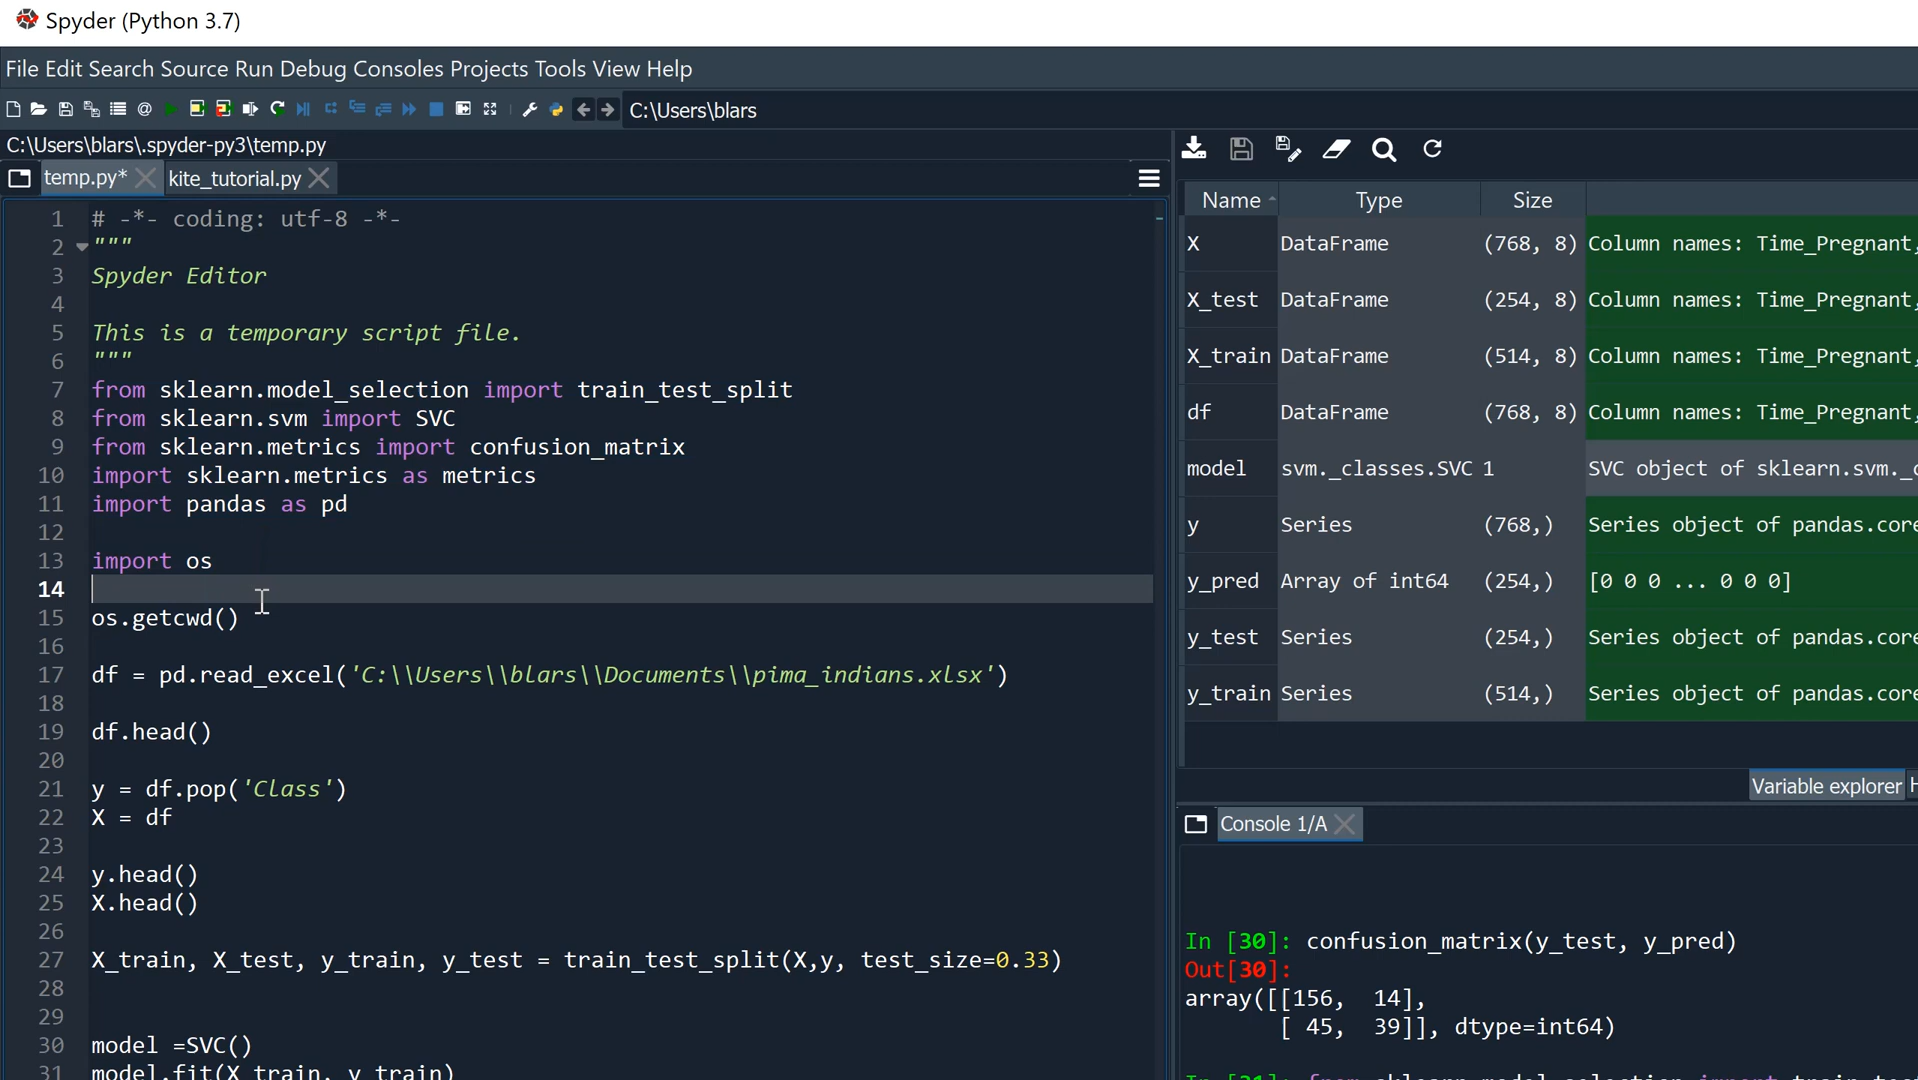 Spyder (Python 3.7)
File Edit Search Source Run Debug Consoles Projects Tools View Help
C:\Users\blars
C:\Users\blars\.spyder-py3\temp.py
temp.py* kite_tutorial.py
1 # -*- coding: utf-8 -*-
2 """
3 Spyder Editor
4
5 This is a temporary script file.
6 """
7 from sklearn.model_selection import train_test_split
8 from sklearn.svm import SVC
9 from sklearn.metrics import confusion_matrix
10 import sklearn.metrics as metrics
11 import pandas as pd
12
13 import os
14
15 os.getcwd()
16
17 df = pd.read_excel('C:\\Users\\blars\\Documents\\pima_indians.xlsx')
18
19 df.head()
20
21 y = df.pop('Class')
22 X = df
23
24 y.head()
25 X.head()
26
27 X_train, X_test, y_train, y_test = train_test_split(X,y, test_size=0.33)
28
29
30 model =SVC()
31 model.fit(X_train, y_train)
Name Type Size
X DataFrame (768, 8) Column names: Time_Pregnant,
X_test DataFrame (254, 8) Column names: Time_Pregnant,
X_train DataFrame (514, 8) Column names: Time_Pregnant,
df DataFrame (768, 8) Column names: Time_Pregnant,
model svm._classes.SVC 1 SVC object of sklearn.svm._c
y Series (768,) Series object of pandas.core
y_pred Array of int64 (254,) [0 0 0 ... 0 0 0]
y_test Series (254,) Series object of pandas.core
y_train Series (514,) Series object of pandas.core
Variable explorer
Console 1/A
In [30]: confusion_matrix(y_test, y_pred)
Out[30]:
array([[156, 14],
[ 45, 39]], dtype=int64)